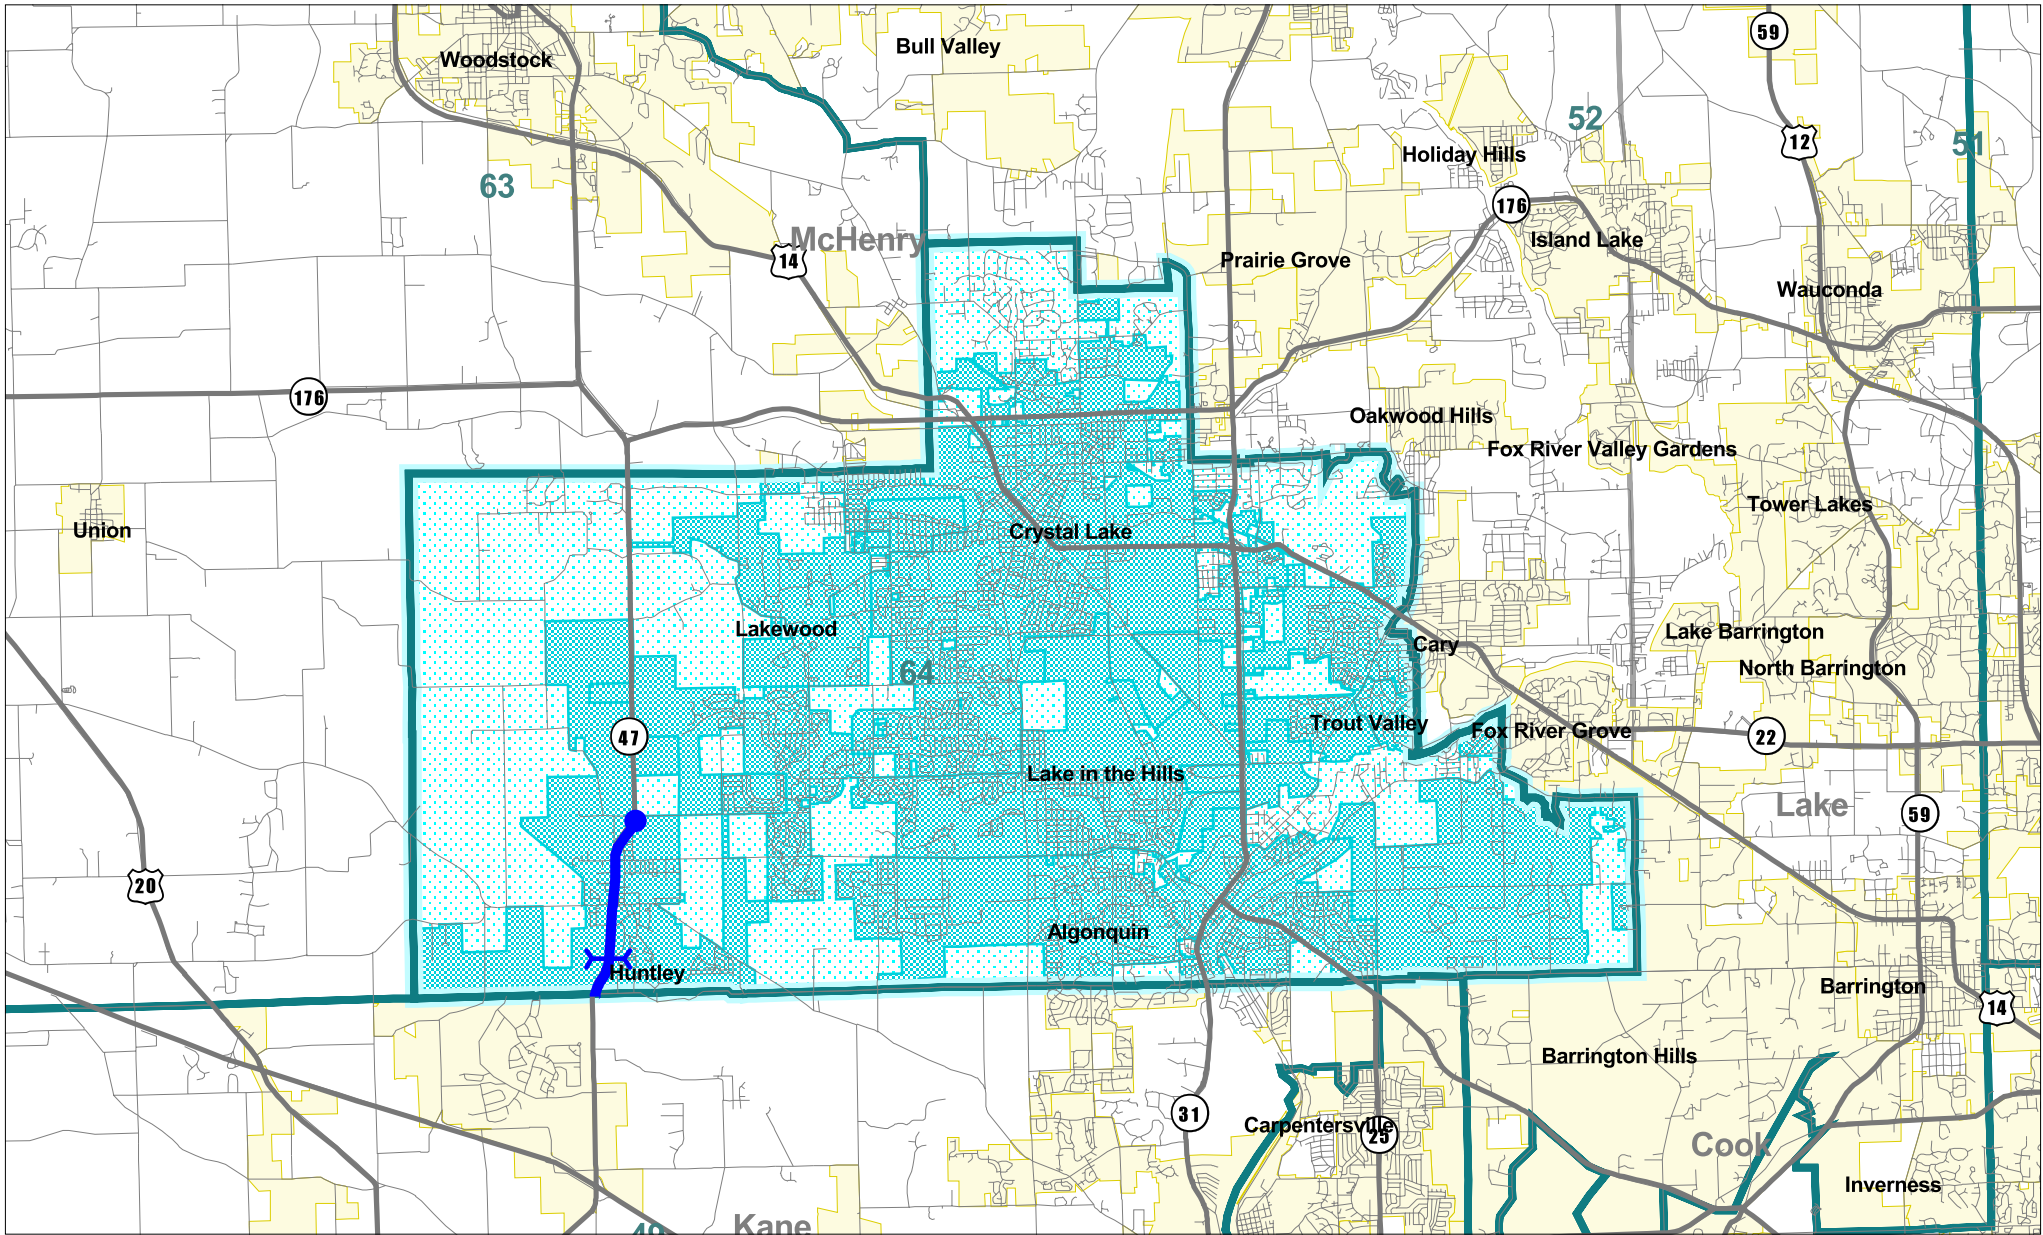 59
Bull Valley
Woodstock
52
12
51
Holiday Hills
63
176
McHenry
Island Lake
14
Prairie Grove
Wauconda
176
Oakwood Hills
Fox River Valley Gardens
Tower Lakes
Union
Crystal Lake
Lakewood
Lake Barrington
Cary
64
North Barrington
Trout Valley
Fox River Grove
47
22
Lake in the Hills
Lake
59
20
Algonquin
Huntley
Barrington
14
Barrington Hills
31
Carpentersville
25
Cook
Inverness
Kane
49